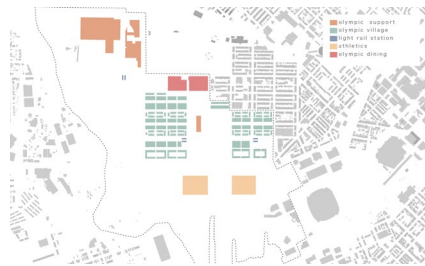 olympic support
olympic village
light rail station
athletics
olympic dining